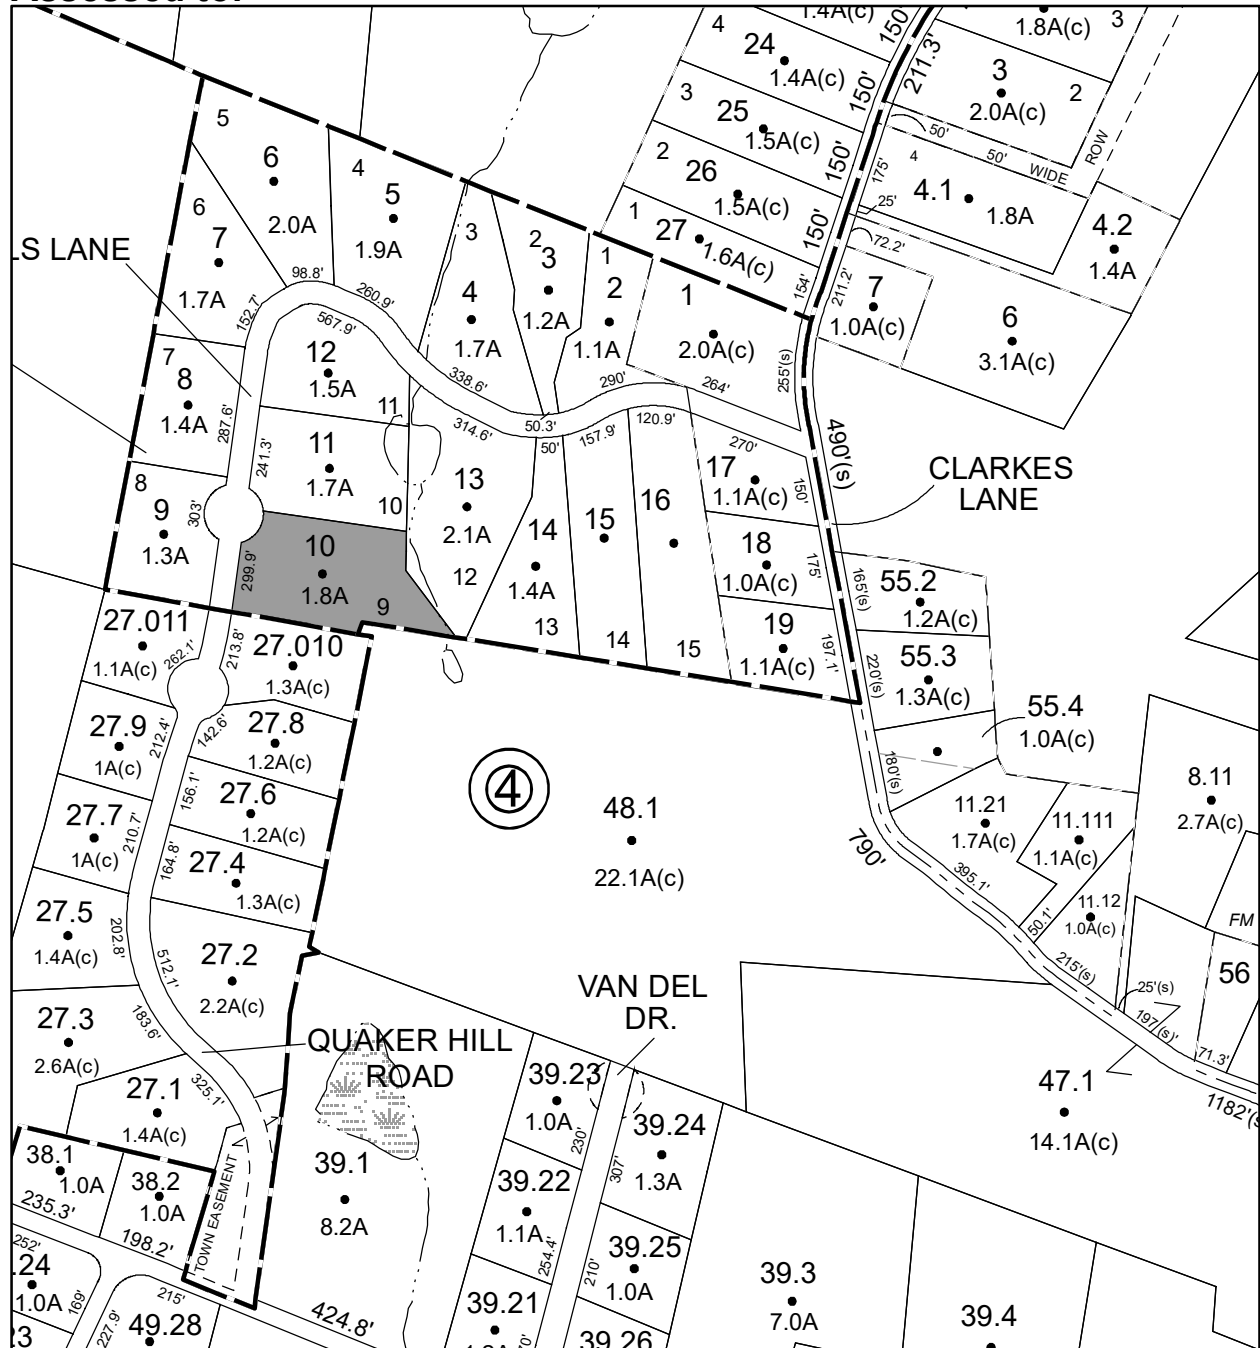 4
24
1.4A(c)
1.4A(c)
150'
211.3'
1.8A(c)
3
3
2.0A(c)
2
3
25
1.5A(c)
150'
50'
50'
WIDE
ROW
2
26
1.5A(c)
150'
175'
4
4.1
1.8A
25'
1
27
1.6A(c)
150'
72.2'
4.2
1.4A
154'
211.2'
7
1.0A(c)
6
3.1A(c)
5
6
2.0A
4
5
1.9A
6
7
1.7A
LS LANE
3
4
1.7A
2
3
1.2A
1
2
1.1A
1
2.0A(c)
255'(s)
98.8'
260.9'
152.7'
567.9'
338.6'
290'
264'
7
8
1.4A
287.6'
12
1.5A
11
314.6'
50.3'
50'
157.9'
120.9'
270'
490'(s)
CLARKES
LANE
8
9
1.3A
303'
241.3'
11
1.7A
10
13
2.1A
12
14
1.4A
13
15
14
16
15
17
1.1A(c)
150'
18
1.0A(c)
175'
19
1.1A(c)
197.1'
10
1.8A
9
299.9'
165'(s)
55.2
1.2A(c)
220'(s)
55.3
1.3A(c)
55.4
1.0A(c)
180'(s)
27.011
1.1A(c)
262.1'
213.8'
27.010
1.3A(c)
27.9
1A(c)
212.4'
142.6'
27.8
1.2A(c)
27.7
1A(c)
210.7'
156.1'
27.6
1.2A(c)
164.8'
27.4
1.3A(c)
4
48.1
22.1A(c)
790'
11.21
1.7A(c)
11.111
1.1A(c)
8.11
2.7A(c)
395.1'
50.1'
11.12
1.0A(c)
FM
56
27.5
1.4A(c)
202.8'
512.1'
27.2
2.2A(c)
215'(s)
25'(s)
197'(s)'
71.3'
1182'(s
27.3
2.6A(c)
183.6'
QUAKER HILL
ROAD
VAN DEL
DR.
325.1'
27.1
1.4A(c)
39.23
1.0A
230'
39.24
1.3A
307'
47.1
14.1A(c)
38.1
1.0A
235.3'
38.2
1.0A
198.2'
TOWN EASEMENT
39.1
8.2A
39.22
1.1A
254.4'
39.25
1.0A
210'
252'
.24
1.0A
169'
227.9'
215'
49.28
424.8'
39.21
39.26
39.3
7.0A
39.4